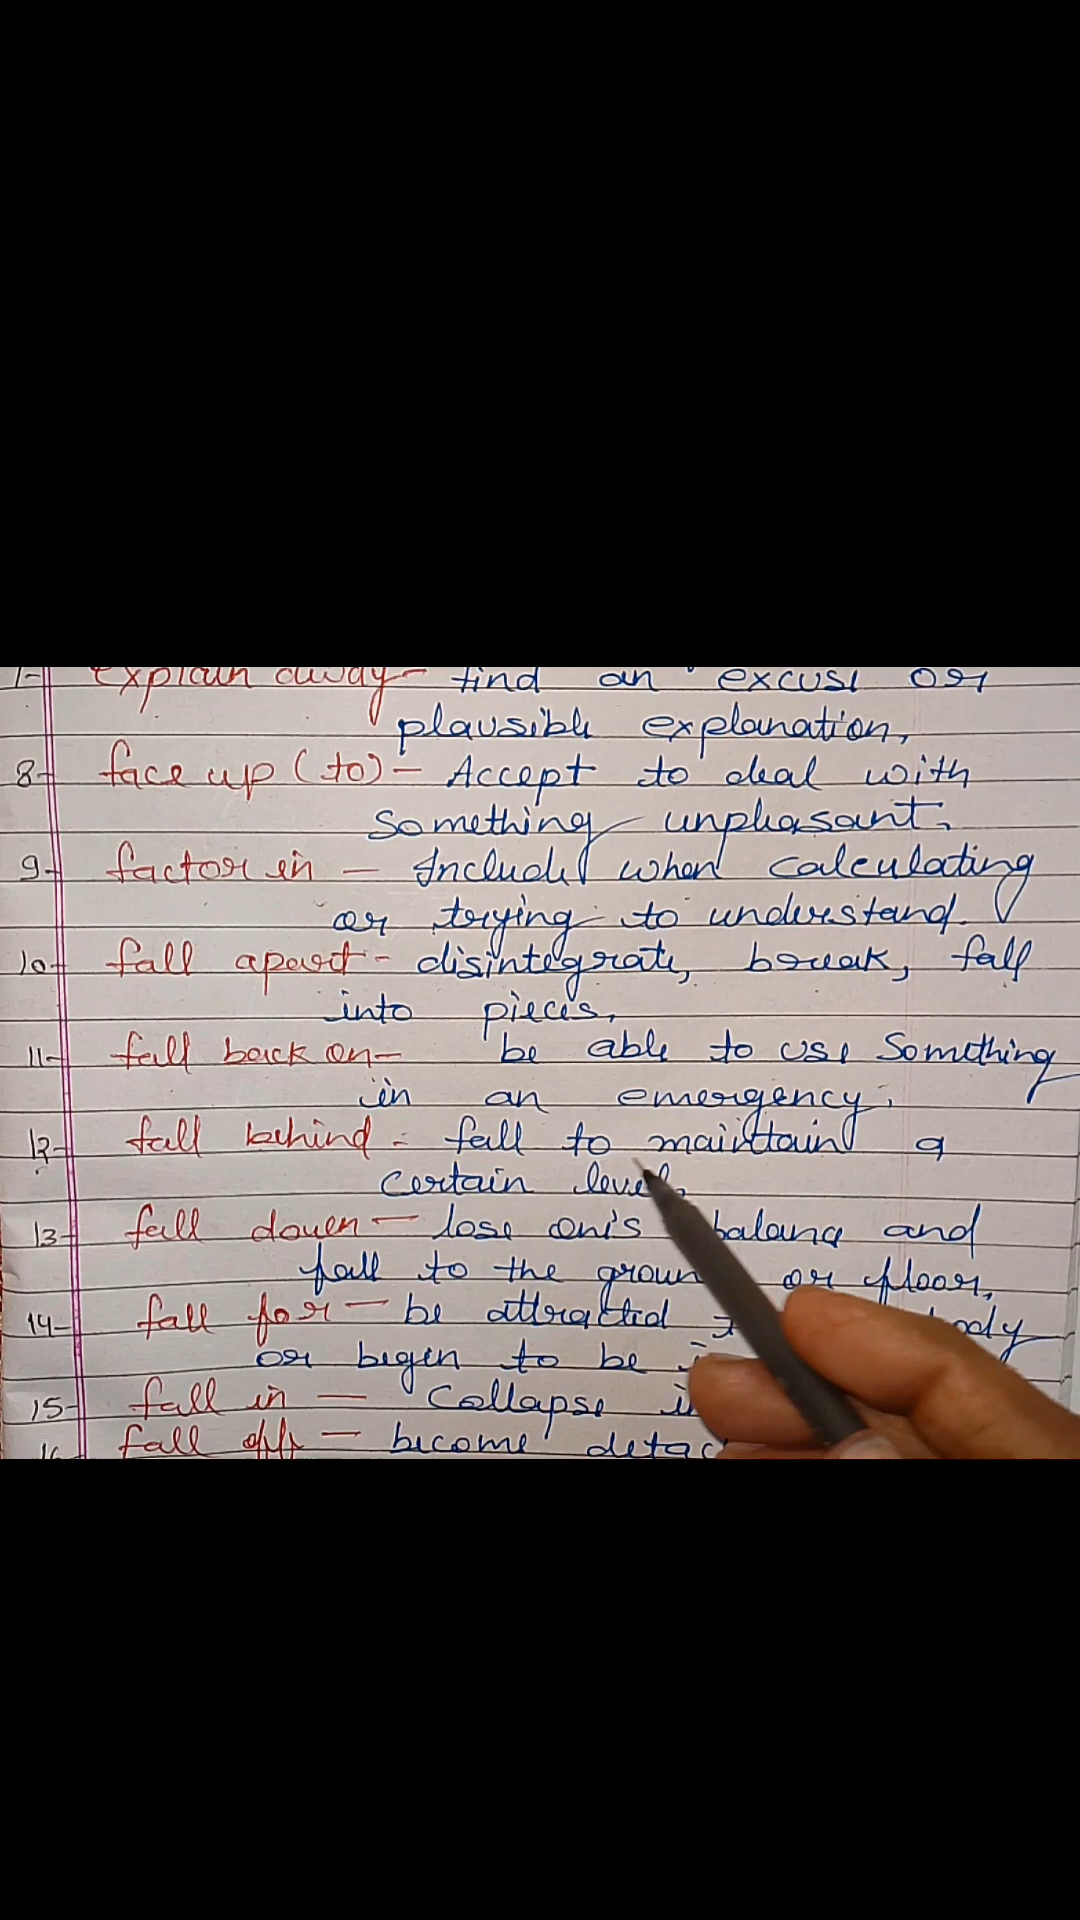 explain away - find an excuse or
plausible explanation,
8- face up (to) - Accept to deal with
something unpleasant.
9- factor in - Include when calculating
or trying to understand.
10- fall apart - disintegrate, break, fall
into pieces,
11- fall back on - be able to use something
in an emergency.
12- fall behind - fall to maintain a
certain level,
13- fall down - lose one's balance and
fall to the or floor,
14- fall for - be attracted
or begin to be
15- fall in - Collapse
fall off - become